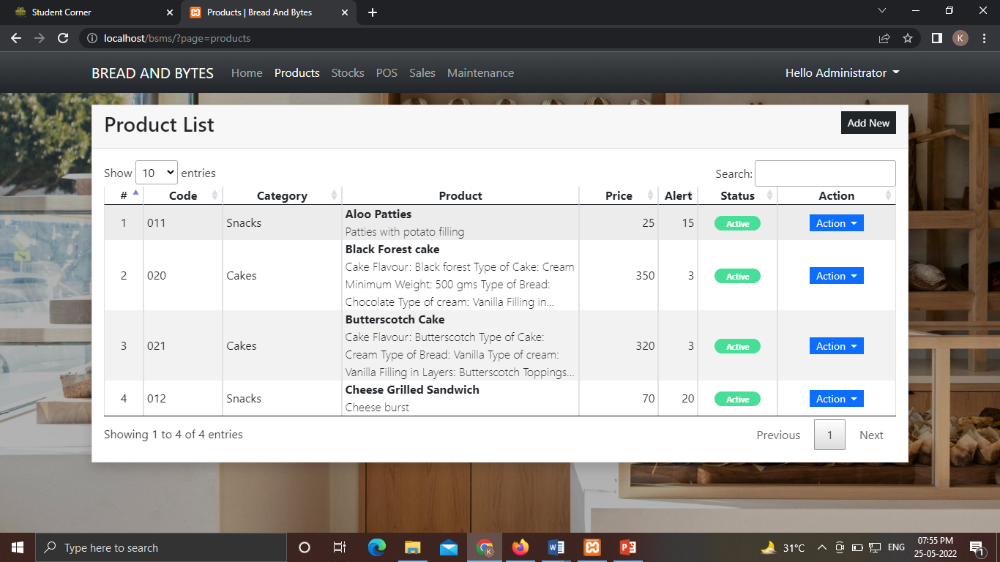 Student Corner
Products | Bread And Bytes
localhost/bsms/?page=products
K
BREAD AND BYTES Home Products Stocks POS Sales Maintenance Hello Administrator
Product List Add New
Show 10 entries Search:
# Code Category Product Price Alert Status Action
1 011 Snacks Aloo Patties 25 15 Active Action
Patties with potato filling
2 020 Cakes Black Forest cake 350 3 Active Action
Cake Flavour: Black forest Type of Cake: Cream
Minimum Weight: 500 gms Type of Bread:
Chocolate Type of cream: Vanilla Filling in...
3 021 Cakes Butterscotch Cake 320 3 Active Action
Cake Flavour: Butterscotch Type of Cake:
Cream Type of Bread: Vanilla Type of cream:
Vanilla Filling in Layers: Butterscotch Toppings...
4 012 Snacks Cheese Grilled Sandwich 70 20 Active Action
Cheese burst
Showing 1 to 4 of 4 entries Previous 1 Next
Type here to search
31°C ENG 07:55 PM
25-05-2022
1